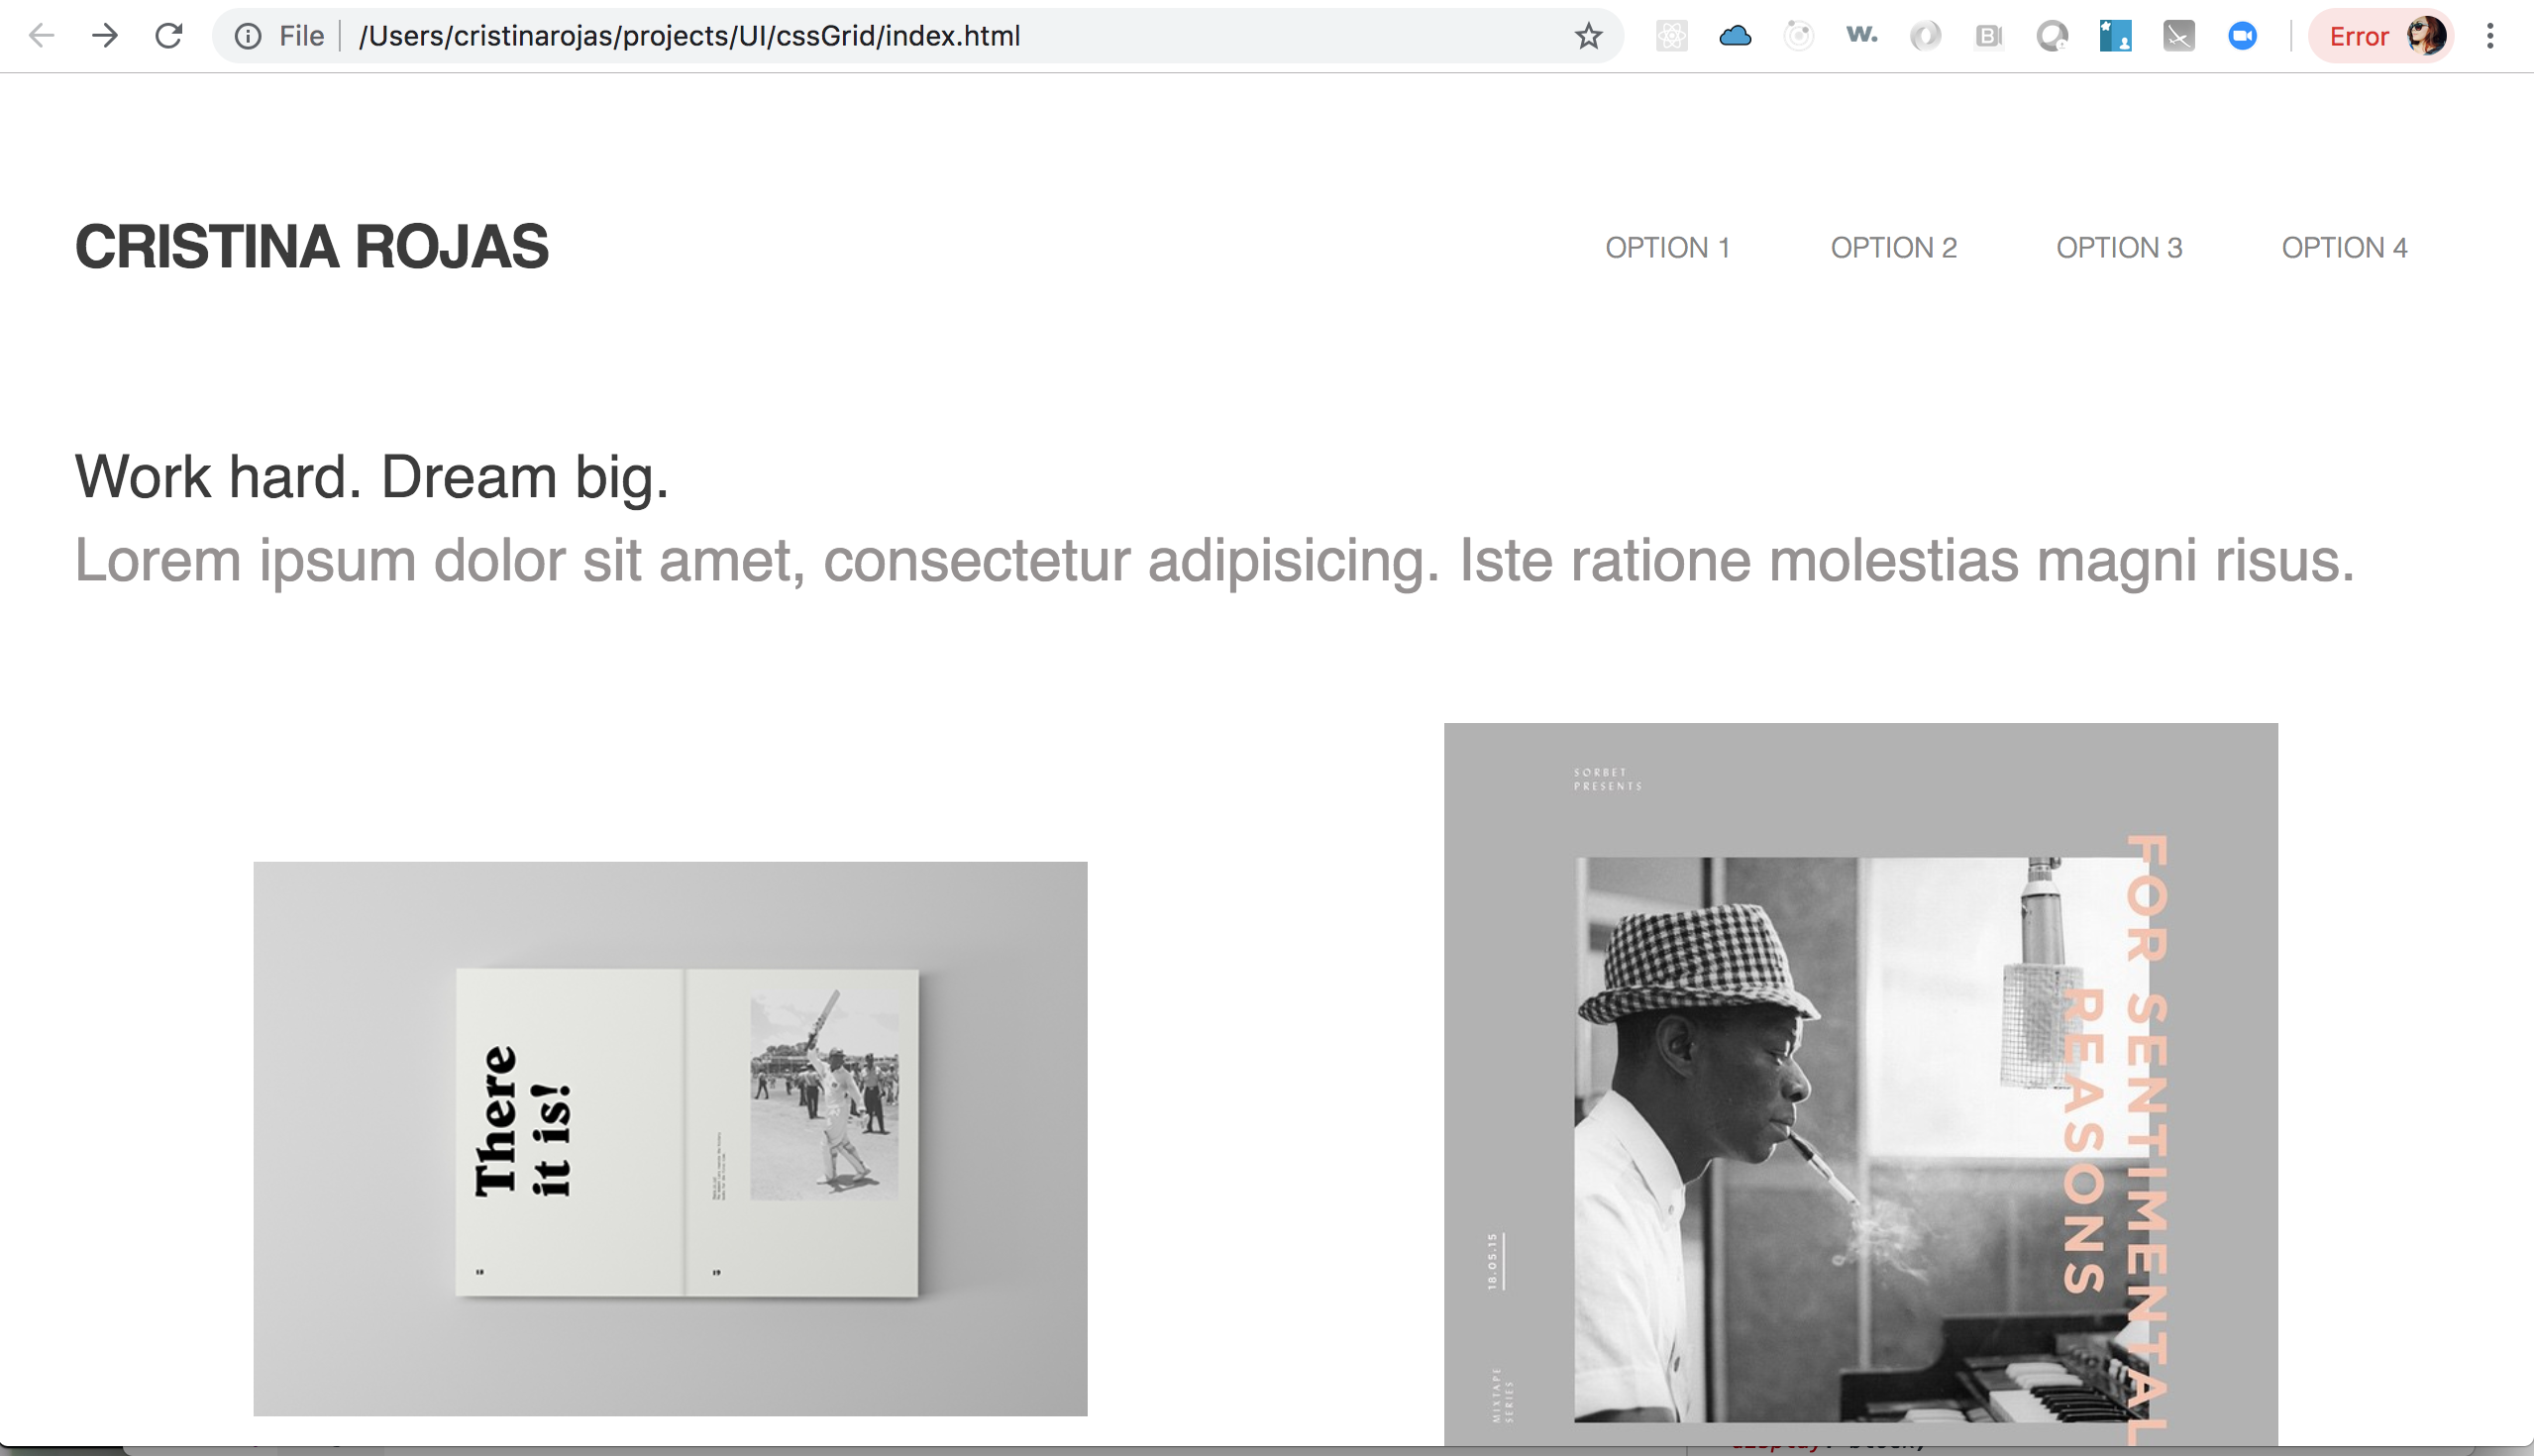 File
/Users/cristinarojas/projects/UI/cssGrid/index.html
W.
B
Error
CRISTINA ROJAS
OPTION 1
OPTION 2
OPTION 3
OPTION 4
Work hard. Dream big.
Lorem ipsum dolor sit amet, consectetur adipisicing. Iste ratione molestias magni risus.
There
it is!
18
19
SORBET
PRESENTS
FOR SENTIMENTAL
REASONS
18.05.15
MIXTAPE
SERIES